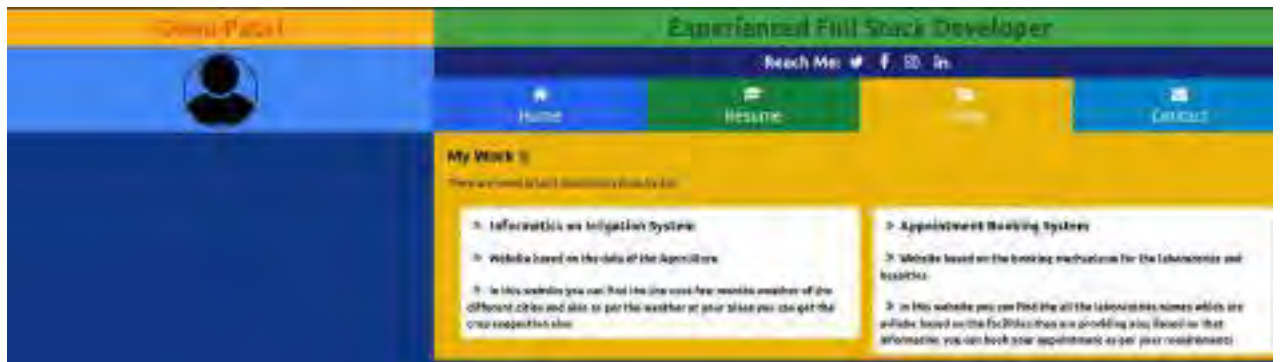 Patel
Experienced Full Stack Developer
Reach Me:
Home
Resume
Contact
My Work
» Informatics on Irrigation System
» Website based on the data of the Agriculture
» In this website you can find the few months weather of the
different cities and also as per the weather at your place you can get the
crop suggestion also
» Appointment Booking System
» Website based on the booking mechanisms for the laboratories and
hospitals
» In this website you can find the all the laboratories names which are
based on the facilities they are providing also Based on that
information you can book your appointment as per your requirements